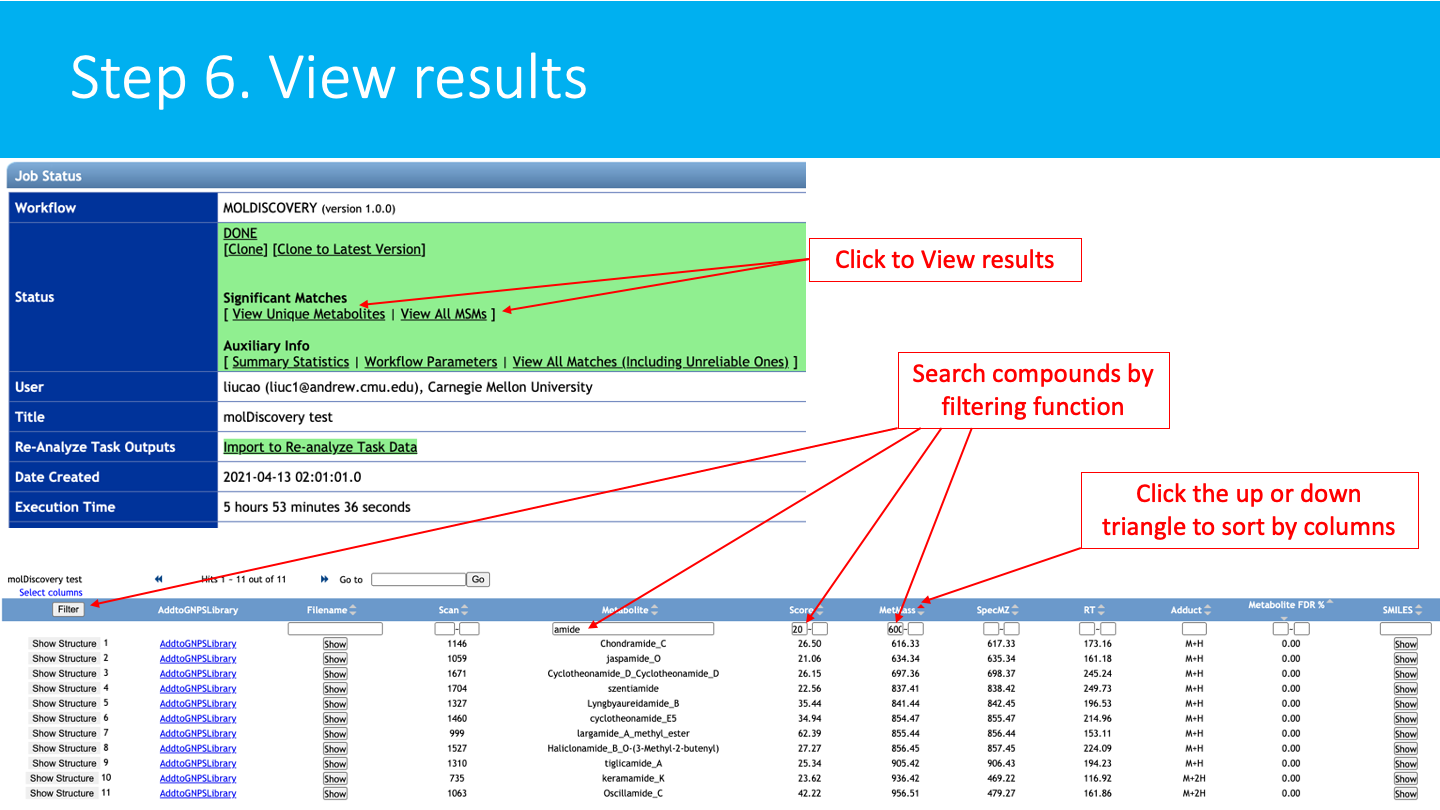 Step 6. View results
Job Status
Workflow MOLDISCOVERY (version 1.0.0)
Status
DONE
[Clone] [Clone to Latest Version]
Significant Matches
[ View Unique Metabolites | View All MSMs ]
Auxiliary Info
[ Summary Statistics | Workflow Parameters | View All Matches (Including Unreliable Ones) ]
User liucao (liuc1@andrew.cmu.edu), Carnegie Mellon University
Title molDiscovery test
Re-Analyze Task Outputs Import to Re-analyze Task Data
Date Created 2021-04-13 02:01:01.0
Execution Time 5 hours 53 minutes 36 seconds
Click to View results
Search compounds by
filtering function
Click the up or down
triangle to sort by columns
molDiscovery test Hits 1 - 11 out of 11 Go to Go
Select columns
Filter AddtoGNPSLibrary Filename Scan Metabolite Score MetMass SpecMZ RT Adduct Metabolite FDR % SMILES
- amide 20 - 600 - - - -
Show Structure 1 AddtoGNPSLibrary Show 1146 Chondramide_C 26.50 616.33 617.33 173.16 M+H 0.00 Show
Show Structure 2 AddtoGNPSLibrary Show 1059 jaspamide_O 21.06 634.34 635.34 161.18 M+H 0.00 Show
Show Structure 3 AddtoGNPSLibrary Show 1671 Cyclotheonamide_D_Cyclotheonamide_D 26.15 697.36 698.37 245.24 M+H 0.00 Show
Show Structure 4 AddtoGNPSLibrary Show 1704 szentiamide 22.56 837.41 838.42 249.73 M+H 0.00 Show
Show Structure 5 AddtoGNPSLibrary Show 1327 Lyngbyaureidamide_B 35.44 841.44 842.45 196.53 M+H 0.00 Show
Show Structure 6 AddtoGNPSLibrary Show 1460 cyclotheonamide_E5 34.94 854.47 855.47 214.96 M+H 0.00 Show
Show Structure 7 AddtoGNPSLibrary Show 999 largamide_A_methyl_ester 62.39 855.44 856.44 153.11 M+H 0.00 Show
Show Structure 8 AddtoGNPSLibrary Show 1527 Haliclonamide_B_O-(3-Methyl-2-butenyl) 27.27 856.45 857.45 224.09 M+H 0.00 Show
Show Structure 9 AddtoGNPSLibrary Show 1310 tiglicamide_A 25.34 905.42 906.43 194.23 M+H 0.00 Show
Show Structure 10 AddtoGNPSLibrary Show 735 keramamide_K 23.62 936.42 469.22 116.92 M+2H 0.00 Show
Show Structure 11 AddtoGNPSLibrary Show 1063 Oscillamide_C 42.22 956.51 479.27 161.86 M+2H 0.00 Show